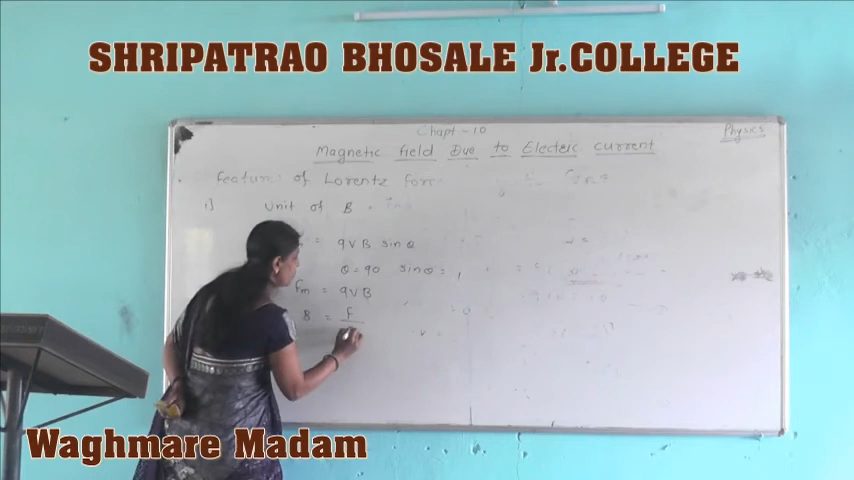 SHRIPATRAO BHOSALE Jr.COLLEGE
Chapt - 10
Physics
Magnetic field Due to Electric current
Features of Lorentz Force
1) Unit of B
= qVB sinθ
θ = 90 sinθ = 1
Fm = qVB
B = F
Waghmare Madam